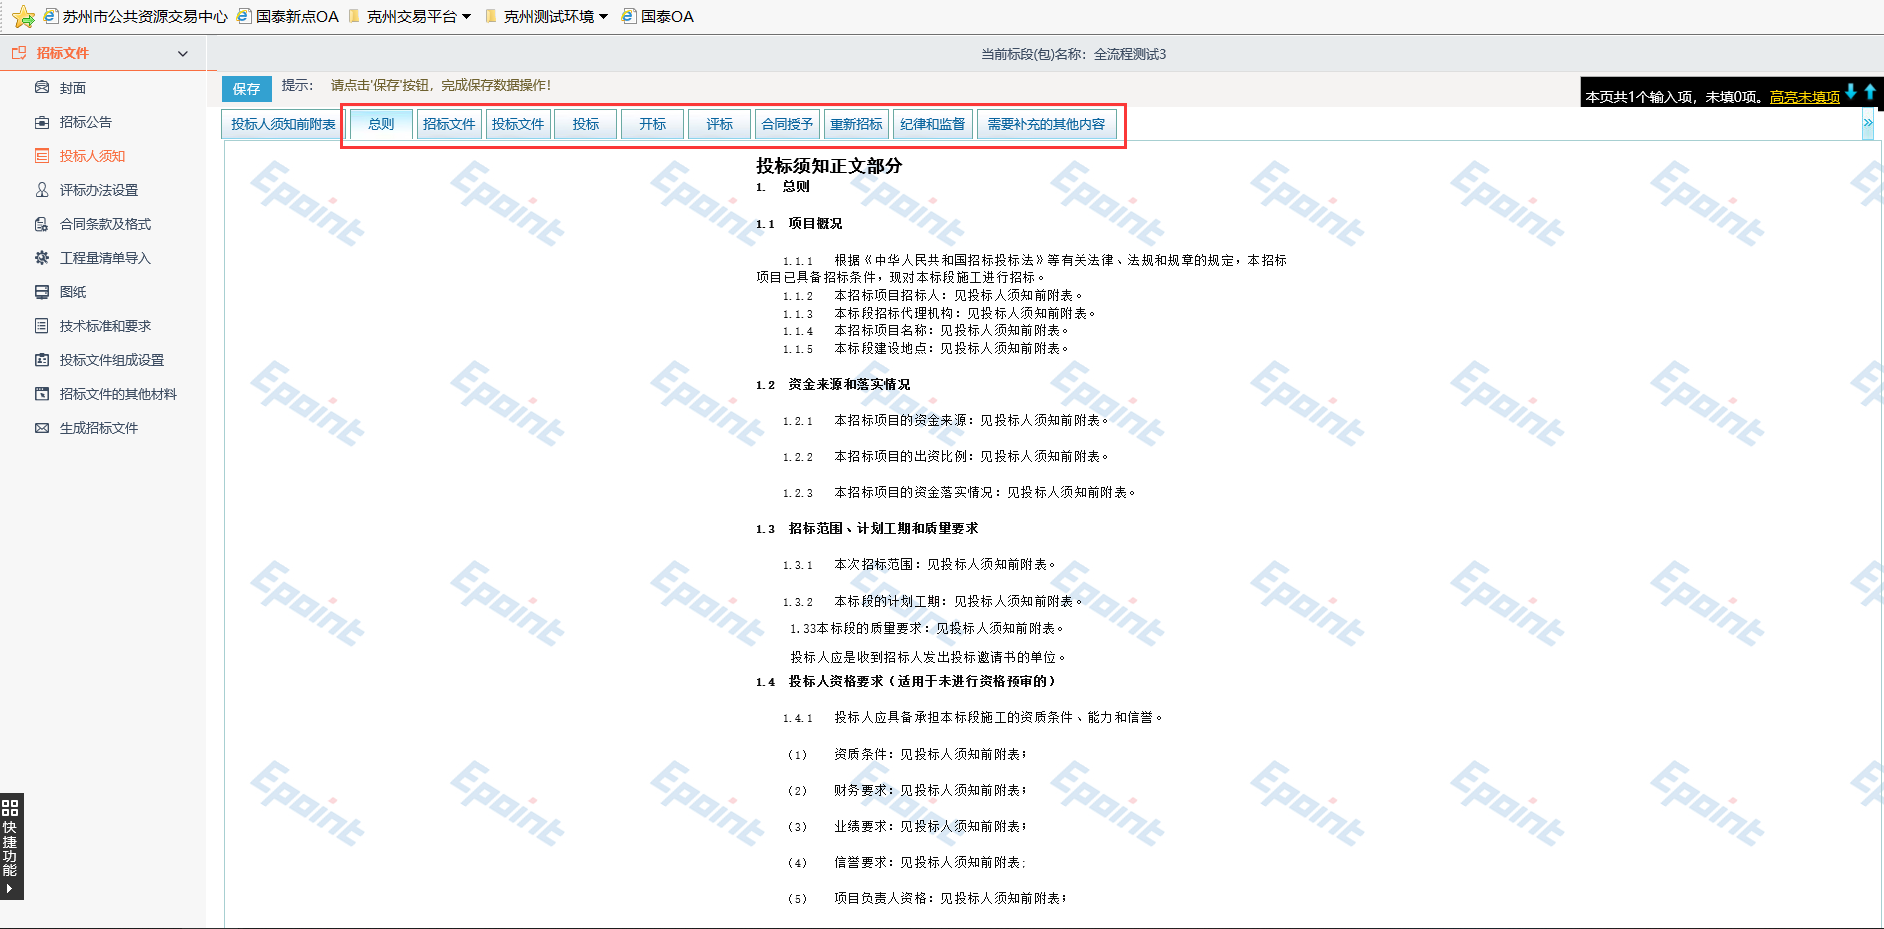 苏州市公共资源交易中心 国泰新点OA 克州交易平台 克州测试环境 国泰OA
招标文件
当前标段(包)名称：全流程测试3
保存 提示： 请点击'保存'按钮，完成保存数据操作！
本页共1个输入项，未填0项。高亮未填项
投标人须知前附表 总则 招标文件 投标文件 投标 开标 评标 合同授予 重新招标 纪律和监督 需要补充的其他内容
封面
招标公告
投标人须知
评标办法设置
合同条款及格式
工程量清单导入
图纸
技术标准和要求
投标文件组成设置
招标文件的其他材料
生成招标文件
快捷功能
投标须知正文部分
1. 总则
1.1 项目概况
1.1.1 根据《中华人民共和国招标投标法》等有关法律、法规和规章的规定，本招标
项目已具备招标条件，现对本标段施工进行招标。
1.1.2 本招标项目招标人：见投标人须知前附表。
1.1.3 本标段招标代理机构：见投标人须知前附表。
1.1.4 本招标项目名称：见投标人须知前附表。
1.1.5 本标段建设地点：见投标人须知前附表。
1.2 资金来源和落实情况
1.2.1 本招标项目的资金来源：见投标人须知前附表。
1.2.2 本招标项目的出资比例：见投标人须知前附表。
1.2.3 本招标项目的资金落实情况：见投标人须知前附表。
1.3 招标范围、计划工期和质量要求
1.3.1 本次招标范围：见投标人须知前附表。
1.3.2 本标段的计划工期：见投标人须知前附表。
1.33本标段的质量要求：见投标人须知前附表。
投标人应是收到招标人发出投标邀请书的单位。
1.4 投标人资格要求（适用于未进行资格预审的）
1.4.1 投标人应具备承担本标段施工的资质条件、能力和信誉。
（1） 资质条件：见投标人须知前附表；
（2） 财务要求：见投标人须知前附表；
（3） 业绩要求：见投标人须知前附表；
（4） 信誉要求：见投标人须知前附表；
（5） 项目负责人资格：见投标人须知前附表；
Epoint